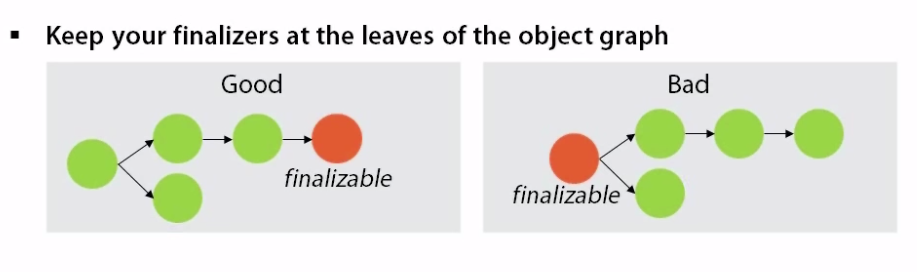 ▪ Keep your finalizers at the leaves of the object graph
Good
finalizable
Bad
finalizable